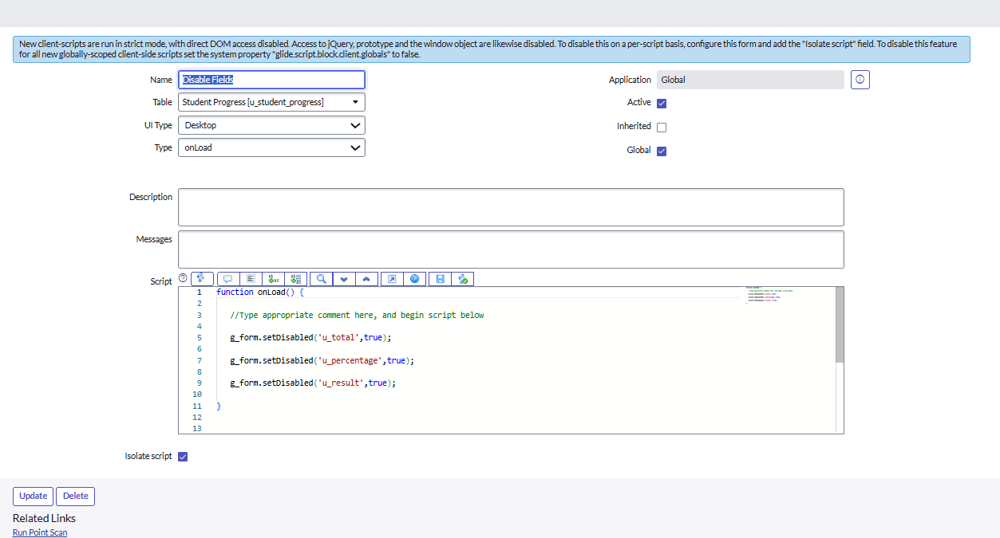 New client-scripts are run in strict mode, with direct DOM access disabled. Access to jQuery, prototype and the window object are likewise disabled. To disable this on a per-script basis, configure this form and add the "Isolate script" field. To disable this feature
for all new globally-scoped client-side scripts set the system property "glide.script.block.client.globals" to false.
Name Disable Fields
Application Global
Table Student Progress [u_student_progress]
Active
UI Type Desktop
Inherited
Type onLoad
Global
Description
Messages
Script
1 function onLoad() {
2
3 //Type appropriate comment here, and begin script below
4
5 g_form.setDisabled('u_total',true);
6
7 g_form.setDisabled('u_percentage',true);
8
9 g_form.setDisabled('u_result',true);
10
11 }
12
13
Isolate script
Update Delete
Related Links
Run Point Scan